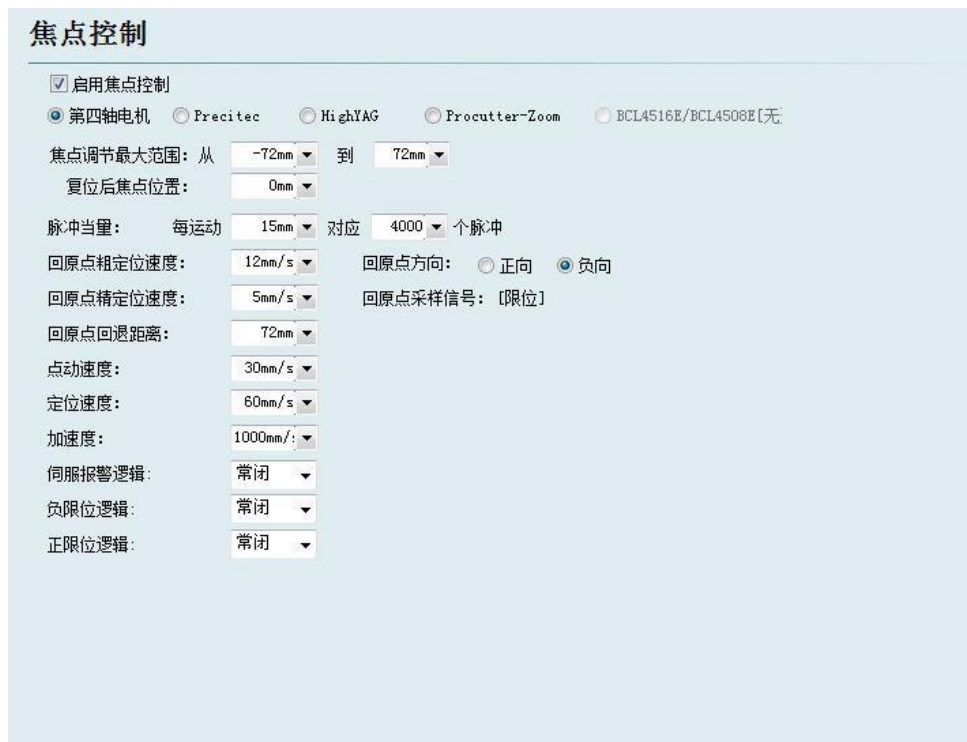 焦点控制
启用焦点控制
第四轴电机 Precitec HighYAG Procutter-Zoom BCL4516E/BCL4508E[无
焦点调节最大范围: 从 -72mm 到 72mm
复位后焦点位置: 0mm
脉冲当量: 每运动 15mm 对应 4000 个脉冲
回原点粗定位速度: 12mm/s 回原点方向: 正向 负向
回原点精定位速度: 5mm/s 回原点采样信号: [限位]
回原点回退距离: 72mm
点动速度: 30mm/s
定位速度: 60mm/s
加速度: 1000mm/
伺服报警逻辑: 常闭
负限位逻辑: 常闭
正限位逻辑: 常闭